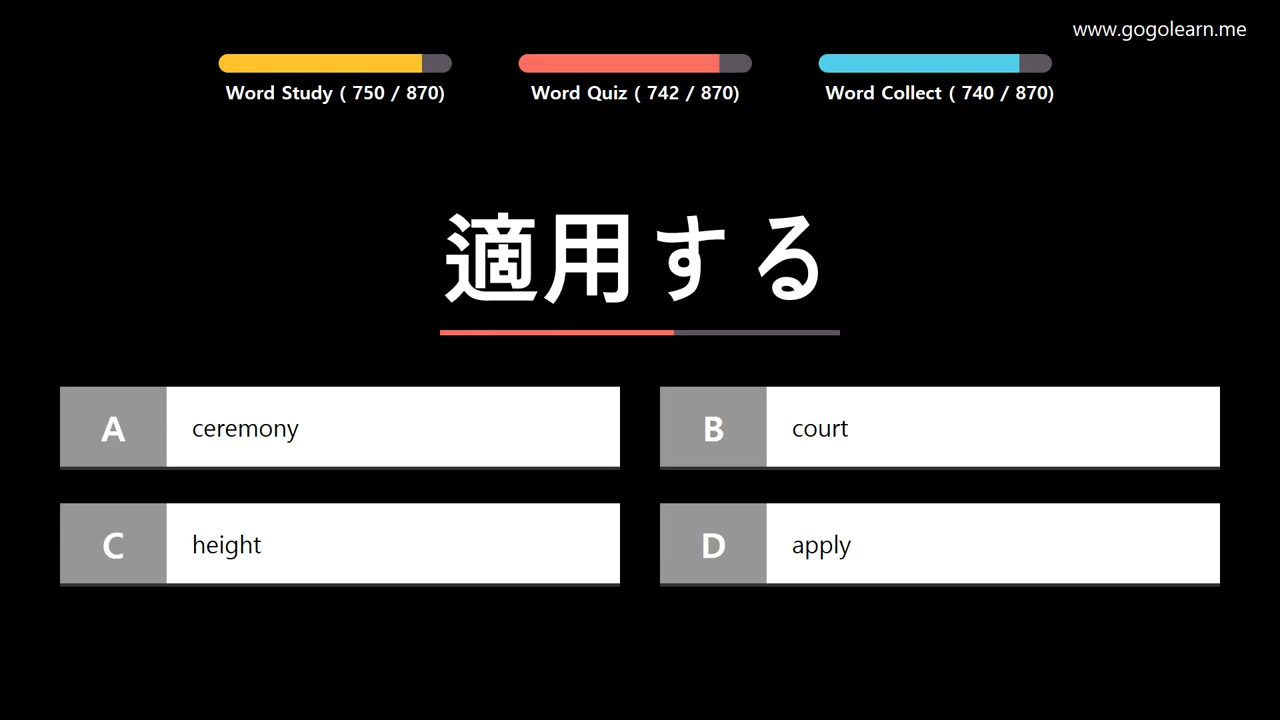 www.gogolearn.me
Word Study ( 750 / 870)
Word Quiz ( 742 / 870)
Word Collect ( 740 / 870)
適用する
A ceremony
B court
C height
D apply